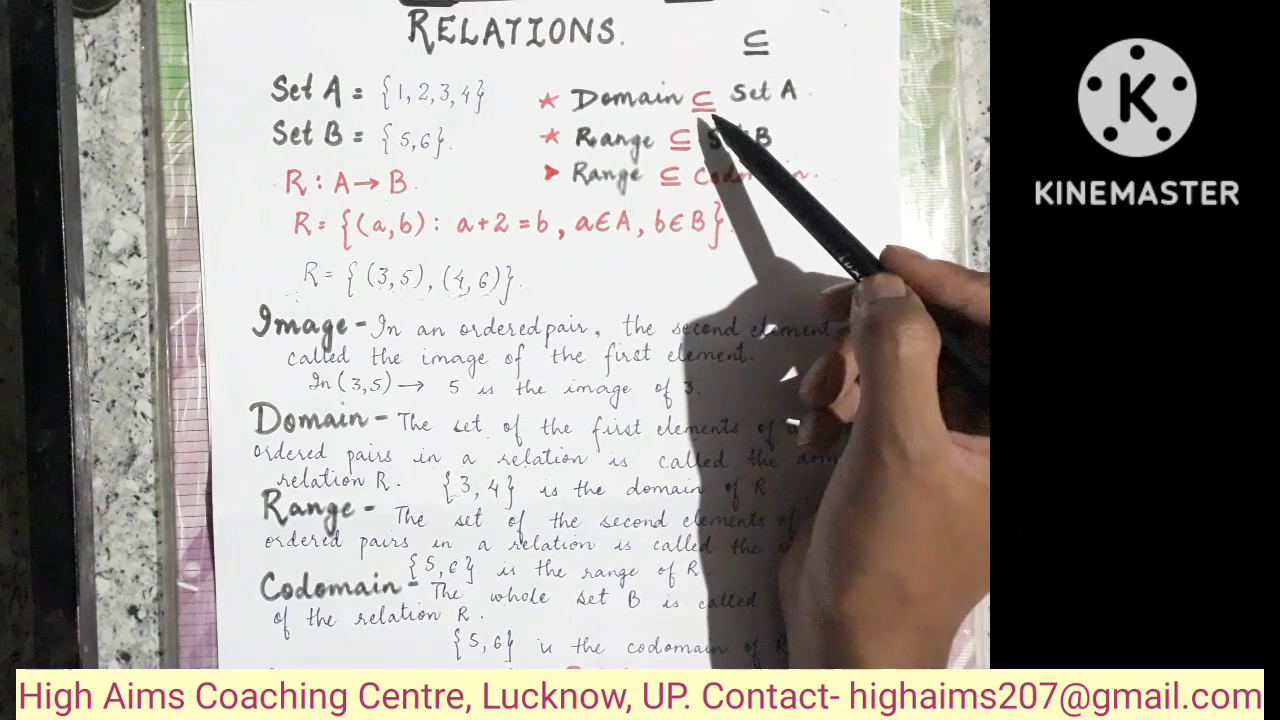 RELATIONS.
⊆
Set A = {1, 2, 3, 4}
★ Domain ⊆ Set A
Set B = {5, 6}.
★ Range ⊆ Set B
➤ Range ⊆ Codomain.
R : A → B.
R = {(a, b) : a + 2 = b, a ∈ A, b ∈ B}.
R = {(3, 5), (4, 6)}.
Image - In an ordered pair, the second element
called the image of the first element.
In (3, 5) → 5 is the image of 3.
Domain - The set of the first elements of
ordered pairs in a relation is called the
relation R. {3, 4} is the domain of R.
Range - The set of the second elements of
ordered pairs in a relation is called the
{5, 6} is the range of R.
Codomain - The whole set B is called
of the relation R.
{5, 6} is the codomain of R
KINEMASTER
High Aims Coaching Centre, Lucknow, UP. Contact- highaims207@gmail.com